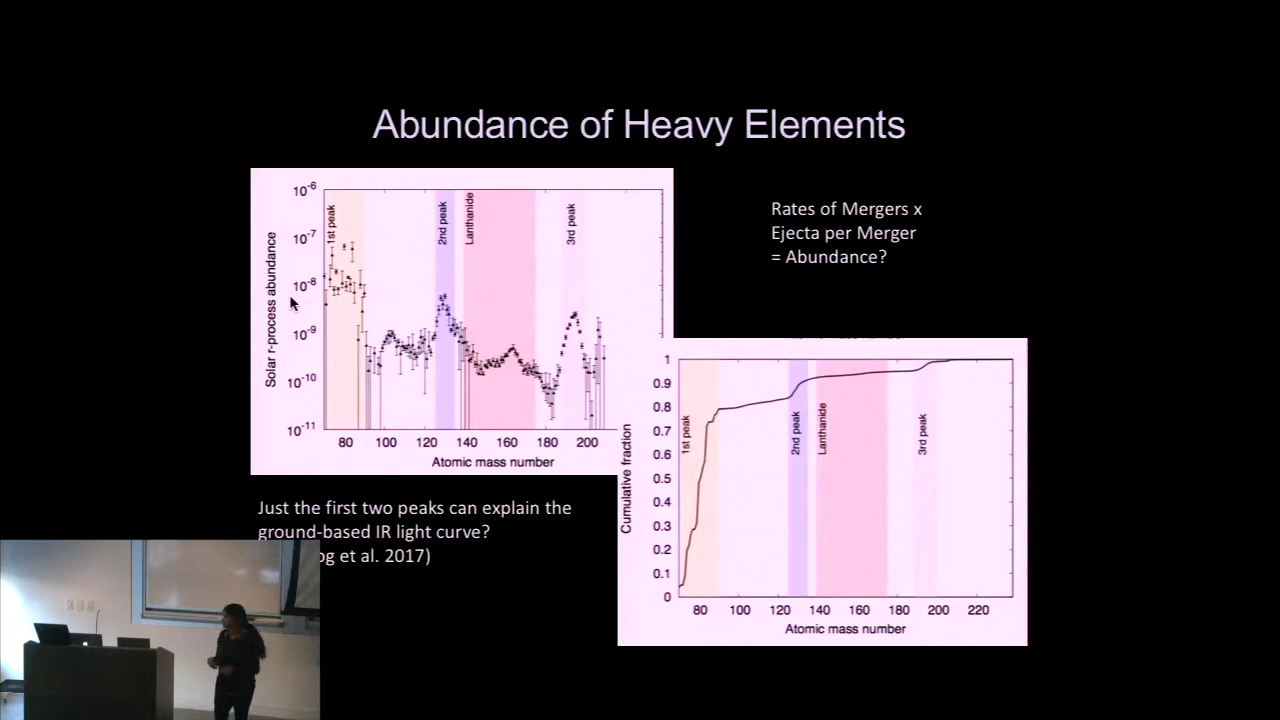 Abundance of Heavy Elements
Rates of Mergers x
Ejecta per Merger
= Abundance?
10-6
10-7
10-8
10-9
10-10
10-11
Solar r-process abundance
1st peak
2nd peak
Lanthanide
3rd peak
80 100 120 140 160 180 200
Atomic mass number
1
0.9
0.8
0.7
0.6
0.5
0.4
0.3
0.2
0.1
0
Cumulative fraction
1st peak
2nd peak
Lanthanide
3rd peak
80 100 120 140 160 180 200 220
Atomic mass number
Just the first two peaks can explain the
ground-based IR light curve?
et al. 2017)